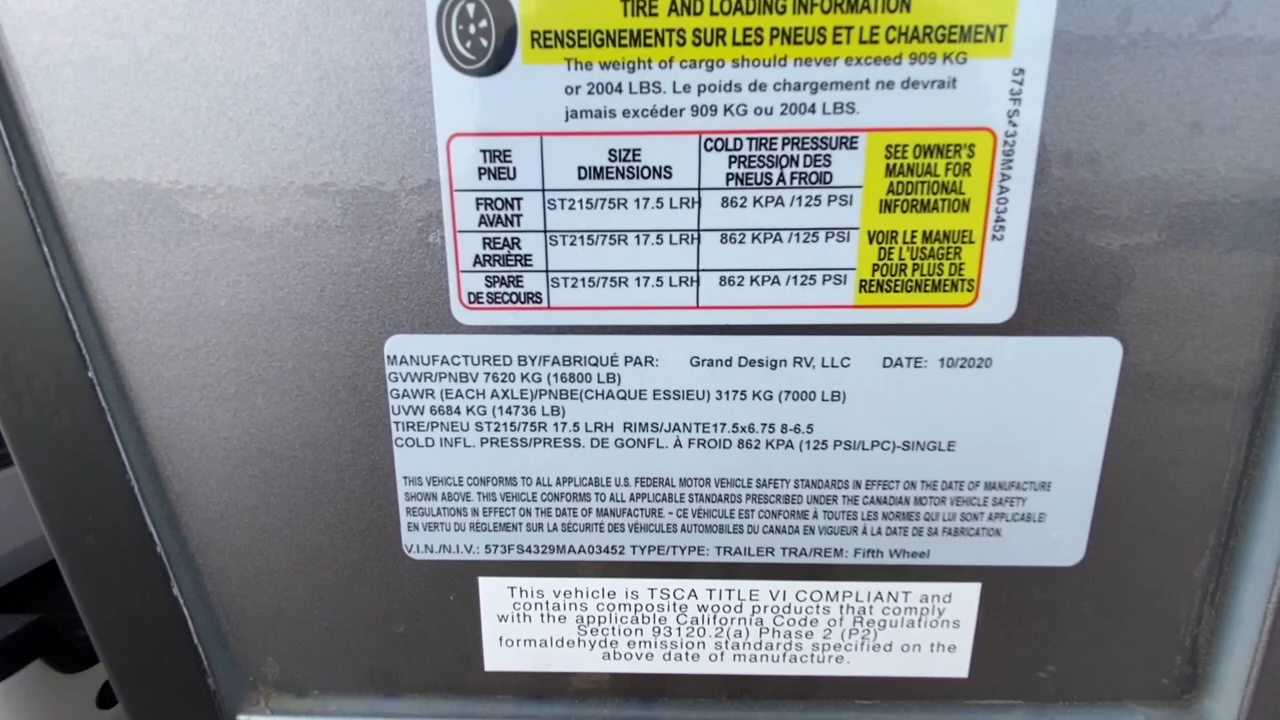 TIRE AND LOADING INFORMATION
RENSEIGNEMENTS SUR LES PNEUS ET LE CHARGEMENT
The weight of cargo should never exceed 909 KG
or 2004 LBS. Le poids de chargement ne devrait
jamais excéder 909 KG ou 2004 LBS.
TIRE
PNEU
SIZE
DIMENSIONS
COLD TIRE PRESSURE
PRESSION DES
PNEUS À FROID
FRONT
AVANT
ST215/75R 17.5 LRH
862 KPA /125 PSI
REAR
ARRIÈRE
ST215/75R 17.5 LRH
862 KPA /125 PSI
SPARE
DE SECOURS
ST215/75R 17.5 LRH
862 KPA /125 PSI
SEE OWNER'S
MANUAL FOR
ADDITIONAL
INFORMATION
VOIR LE MANUEL
DE L'USAGER
POUR PLUS DE
RENSEIGNEMENTS
573FS4329MAA03452
MANUFACTURED BY/FABRIQUÉ PAR: Grand Design RV, LLC DATE: 10/2020
GVWR/PNBV 7620 KG (16800 LB)
GAWR (EACH AXLE)/PNBE(CHAQUE ESSIEU) 3175 KG (7000 LB)
UVW 6684 KG (14736 LB)
TIRE/PNEU ST215/75R 17.5 LRH RIMS/JANTE17.5x6.75 8-6.5
COLD INFL. PRESS/PRESS. DE GONFL. À FROID 862 KPA (125 PSI/LPC)-SINGLE
THIS VEHICLE CONFORMS TO ALL APPLICABLE U.S. FEDERAL MOTOR VEHICLE SAFETY STANDARDS IN EFFECT ON THE DATE OF MANUFACTURE
SHOWN ABOVE. THIS VEHICLE CONFORMS TO ALL APPLICABLE STANDARDS PRESCRIBED UNDER THE CANADIAN MOTOR VEHICLE SAFETY
REGULATIONS IN EFFECT ON THE DATE OF MANUFACTURE. ~ CE VÉHICULE EST CONFORME À TOUTES LES NORMES QUI LUI SONT APPLICABLE
EN VERTU DU RÈGLEMENT SUR LA SÉCURITÉ DES VÉHICULES AUTOMOBILES DU CANADA EN VIGUEUR À LA DATE DE SA FABRICATION.
V.I.N./N.I.V.: 573FS4329MAA03452 TYPE/TYPE: TRAILER TRA/REM: Fifth Wheel
This vehicle is TSCA TITLE VI COMPLIANT and
contains composite wood products that comply
with the applicable California Code of Regulations
Section 93120.2(a) Phase 2 (P2)
formaldehyde emission standards specified on the
above date of manufacture.